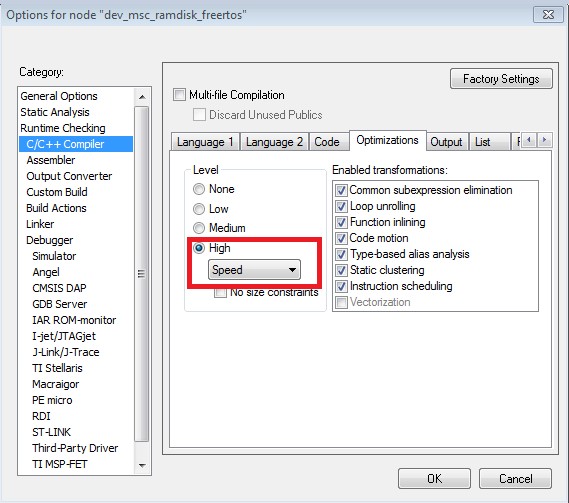 Options for node "dev_msc_ramdisk_freertos"
Category:
General Options
Static Analysis
Runtime Checking
C/C++ Compiler
Assembler
Output Converter
Custom Build
Build Actions
Linker
Debugger
Simulator
Angel
CMSIS DAP
GDB Server
IAR ROM-monitor
I-jet/JTAGjet
J-Link/J-Trace
TI Stellaris
Macraigor
PE micro
RDI
ST-LINK
Third-Party Driver
TI MSP-FET
Factory Settings
Multi-file Compilation
Discard Unused Publics
Language 1 Language 2 Code Optimizations Output List
Level
None
Low
Medium
High
Speed
No size constraints
Enabled transformations:
Common subexpression elimination
Loop unrolling
Function inlining
Code motion
Type-based alias analysis
Static clustering
Instruction scheduling
Vectorization
OK Cancel